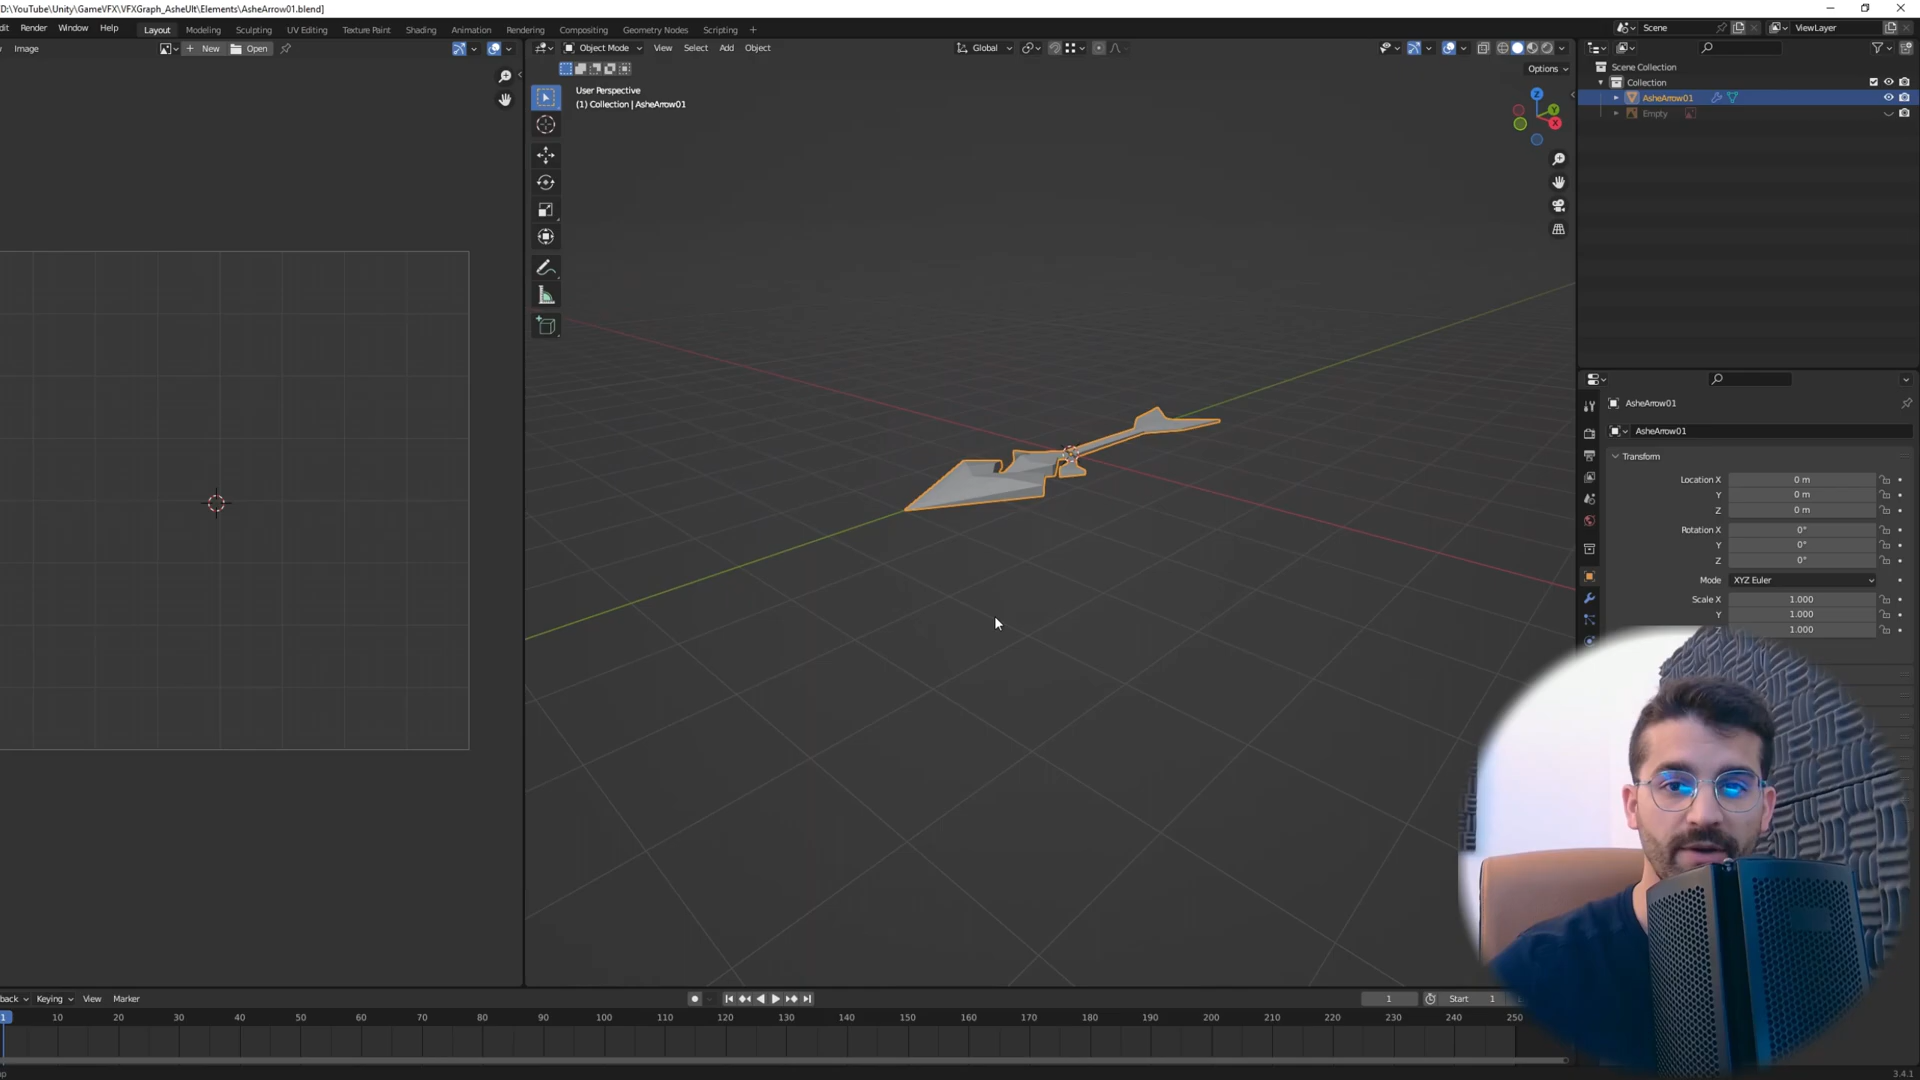 D:\YouTube\Unity\GameVFX\VFXGraph_AsheUlt\Elements\AsheArrow01.blend]
Render Window Help Layout Modeling Sculpting UV Editing Texture Paint Shading Animation Rendering Compositing Geometry Nodes Scripting + Scene ViewLayer
Image New Open Object Mode View Select Add Object Global
Options
User Perspective
(1) Collection | AsheArrow01
Z
Y
X
Scene Collection
Collection
AsheArrow01
Empty
AsheArrow01
AsheArrow01
Transform
Location X 0 m
Y 0 m
Z 0 m
Rotation X 0°
Y 0°
Z 0°
Mode XYZ Euler
Scale X 1.000
Y 1.000
1.000
Keying View Marker 1 Start 1
1 10 20 30 40 50 60 70 80 90 100 110 120 130 140 150 160 170 180 190 200 210 220 230 240 250
3.4.1